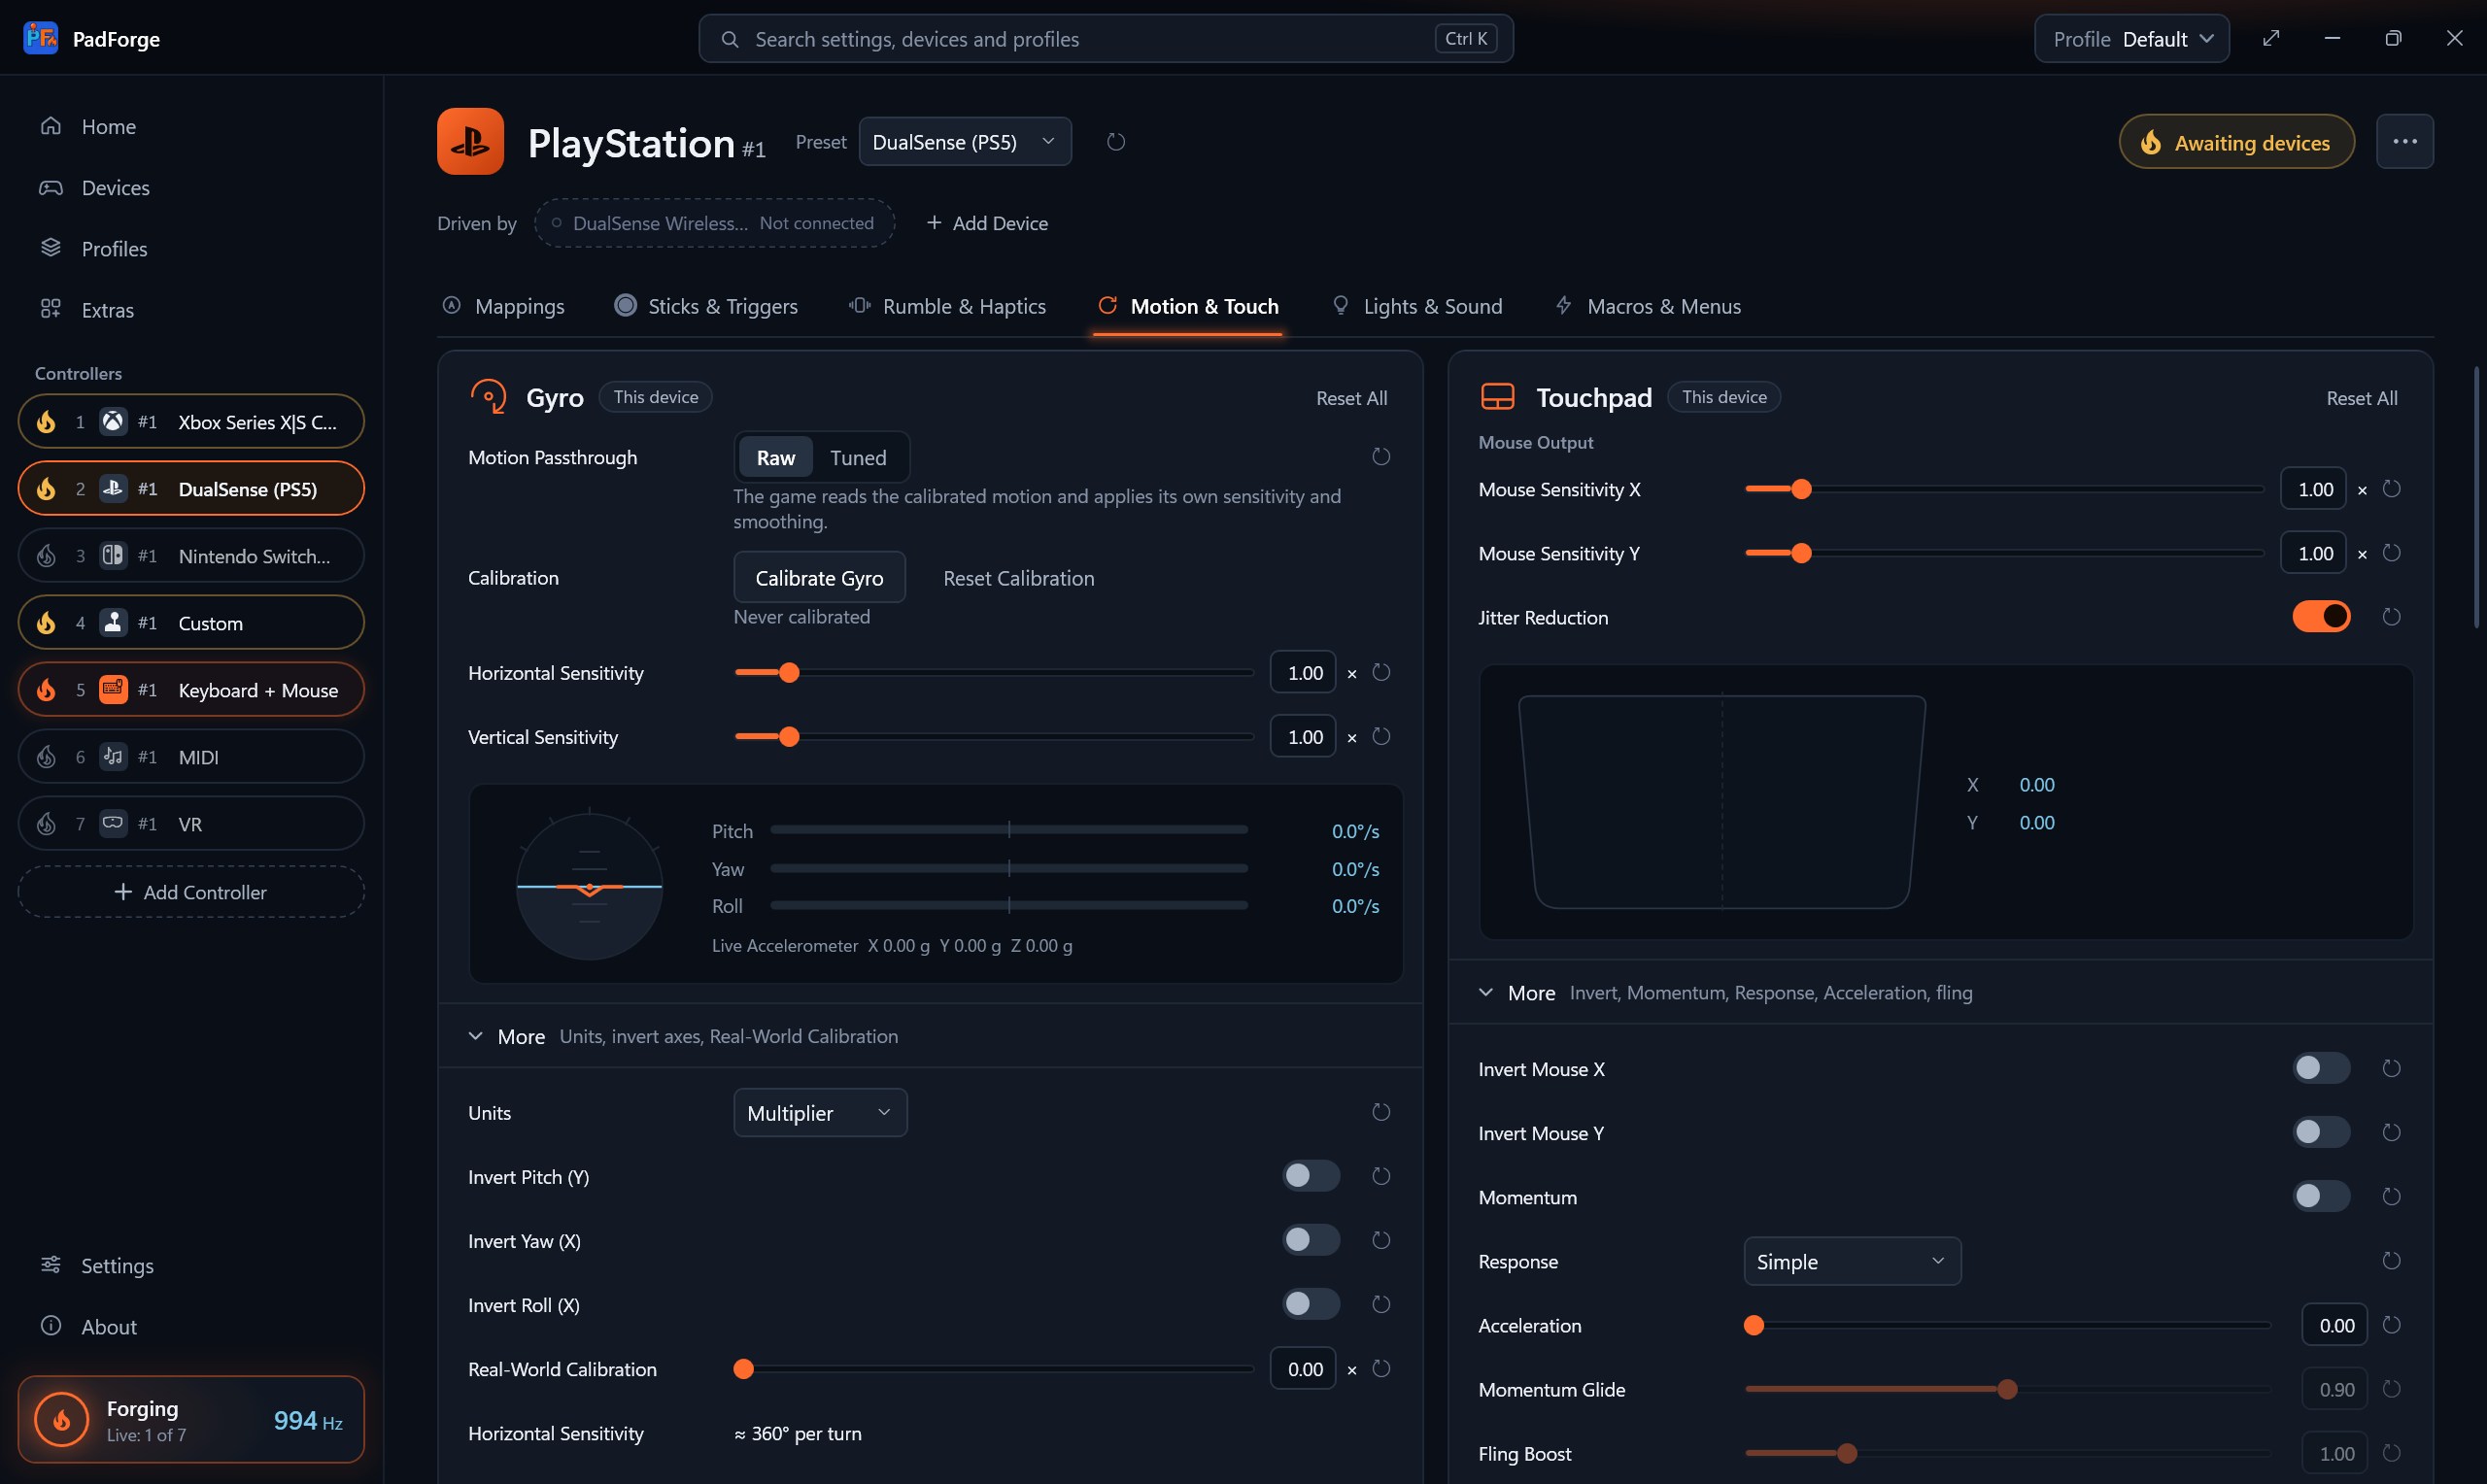 PadForge
Search settings, devices and profiles
Ctrl K
Profile Default
Home
Devices
Profiles
Extras
Controllers
1 #1 Xbox Series X|S C...
2 #1 DualSense (PS5)
3 #1 Nintendo Switch...
4 #1 Custom
5 #1 Keyboard + Mouse
6 #1 MIDI
7 #1 VR
+ Add Controller
Settings
About
Forging
Live: 1 of 7
994 Hz
PlayStation #1
Preset
DualSense (PS5)
Awaiting devices
...
Driven by
DualSense Wireless... Not connected
+ Add Device
Mappings
Sticks & Triggers
Rumble & Haptics
Motion & Touch
Lights & Sound
Macros & Menus
Gyro
This device
Reset All
Motion Passthrough
Raw
Tuned
The game reads the calibrated motion and applies its own sensitivity and
smoothing.
Calibration
Calibrate Gyro
Reset Calibration
Never calibrated
Horizontal Sensitivity
1.00 ×
Vertical Sensitivity
1.00 ×
Pitch 0.0°/s
Yaw 0.0°/s
Roll 0.0°/s
Live Accelerometer X 0.00 g Y 0.00 g Z 0.00 g
More Units, invert axes, Real-World Calibration
Units
Multiplier
Invert Pitch (Y)
Invert Yaw (X)
Invert Roll (X)
Real-World Calibration
0.00 ×
Horizontal Sensitivity
≈ 360° per turn
Touchpad
This device
Reset All
Mouse Output
Mouse Sensitivity X
1.00 ×
Mouse Sensitivity Y
1.00 ×
Jitter Reduction
X 0.00
Y 0.00
More Invert, Momentum, Response, Acceleration, fling
Invert Mouse X
Invert Mouse Y
Momentum
Response
Simple
Acceleration
0.00
Momentum Glide
0.90
Fling Boost
1.00